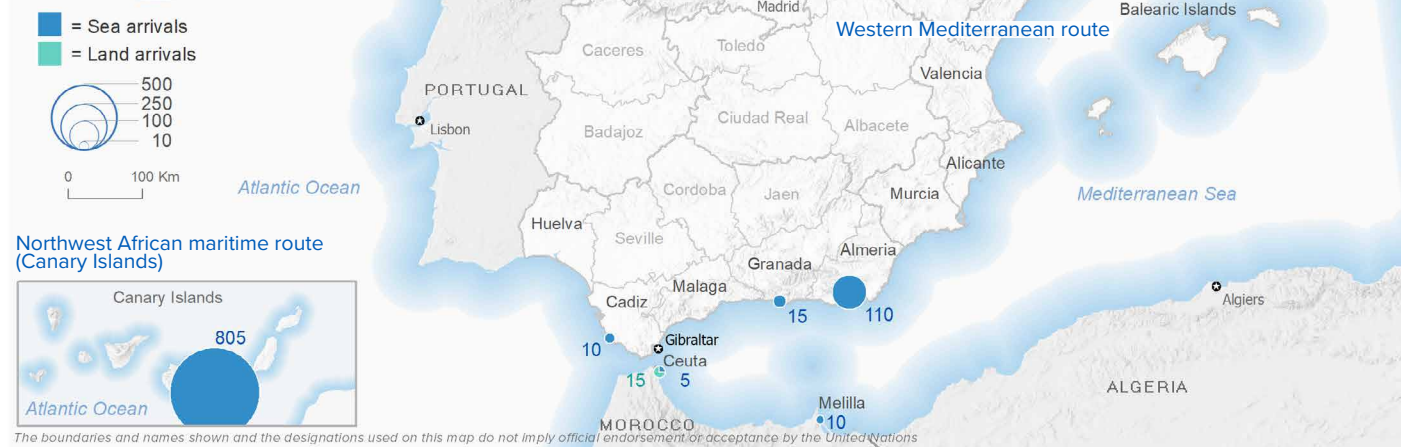 = Sea arrivals
= Land arrivals
500
250
100
10
0 100 Km
Madrid
Western Mediterranean route
Balearic Islands
Caceres
Toledo
Valencia
PORTUGAL
Lisbon
Badajoz
Ciudad Real
Albacete
Alicante
Atlantic Ocean
Cordoba
Jaen
Murcia
Mediterranean Sea
Huelva
Seville
Almeria
Granada
Northwest African maritime route
(Canary Islands)
Malaga
Cadiz
Canary Islands
805
Atlantic Ocean
15
110
10
Gibraltar
Ceuta
15
5
Algiers
ALGERIA
Melilla
10
MOROCCO
The boundaries and names shown and the designations used on this map do not imply official endorsement or acceptance by the United Nations